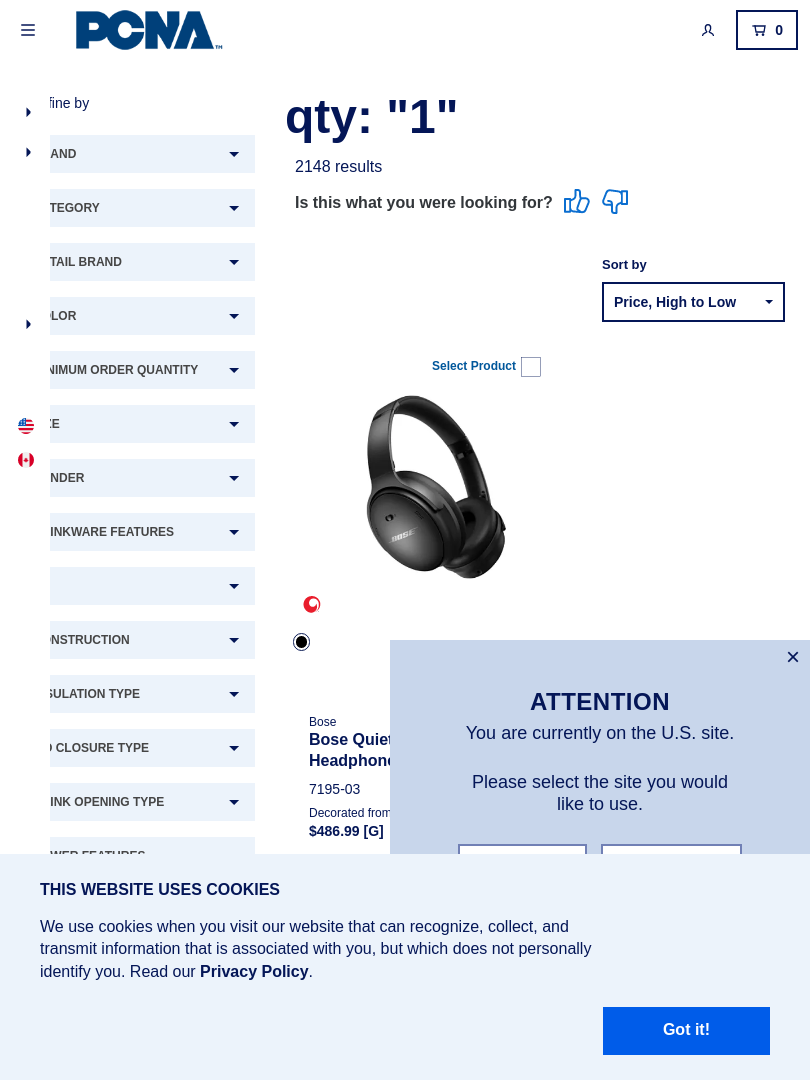 PCNA™
0
fine by
qty: "1"
2148 results
Is this what you were looking for?
Sort by
Price, High to Low
AND
TEGORY
TAIL BRAND
OLOR
NIMUM ORDER QUANTITY
ZE
NDER
INKWARE FEATURES
ONSTRUCTION
SULATION TYPE
D CLOSURE TYPE
INK OPENING TYPE
Select Product
BOSE
Bose
Bose Quiet
Headphone
7195-03
Decorated from
$486.99 [G]
ATTENTION
You are currently on the U.S. site.
Please select the site you would
like to use.
THIS WEBSITE USES COOKIES
We use cookies when you visit our website that can recognize, collect, and
transmit information that is associated with you, but which does not personally
identify you. Read our Privacy Policy.
Got it!